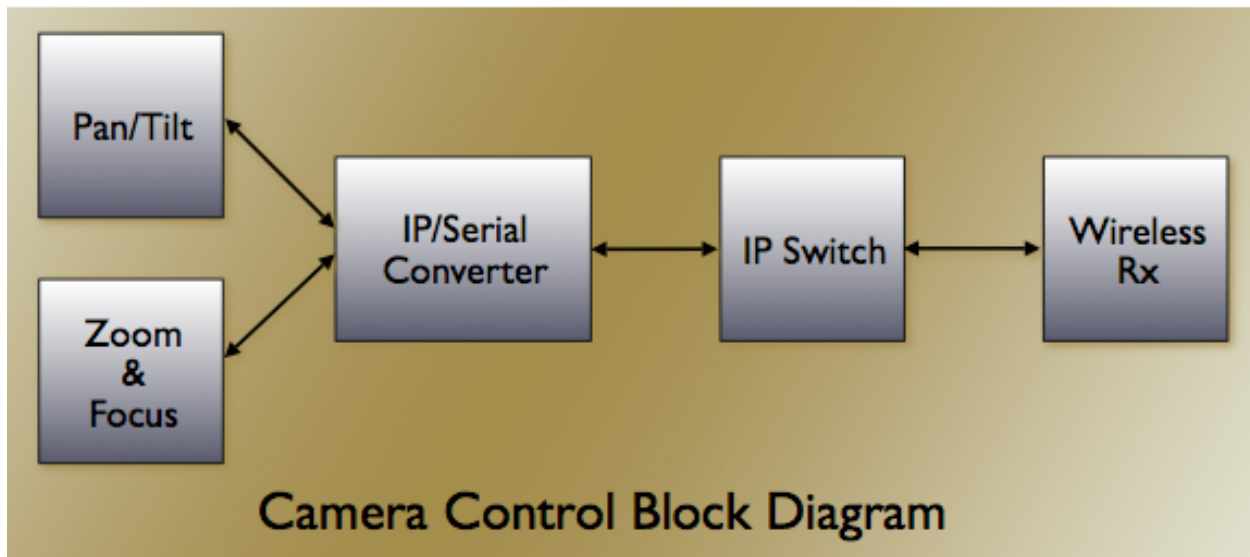 Pan/Tilt
Zoom
&
Focus
IP/Serial
Converter
IP Switch
Wireless
Rx
Camera Control Block Diagram